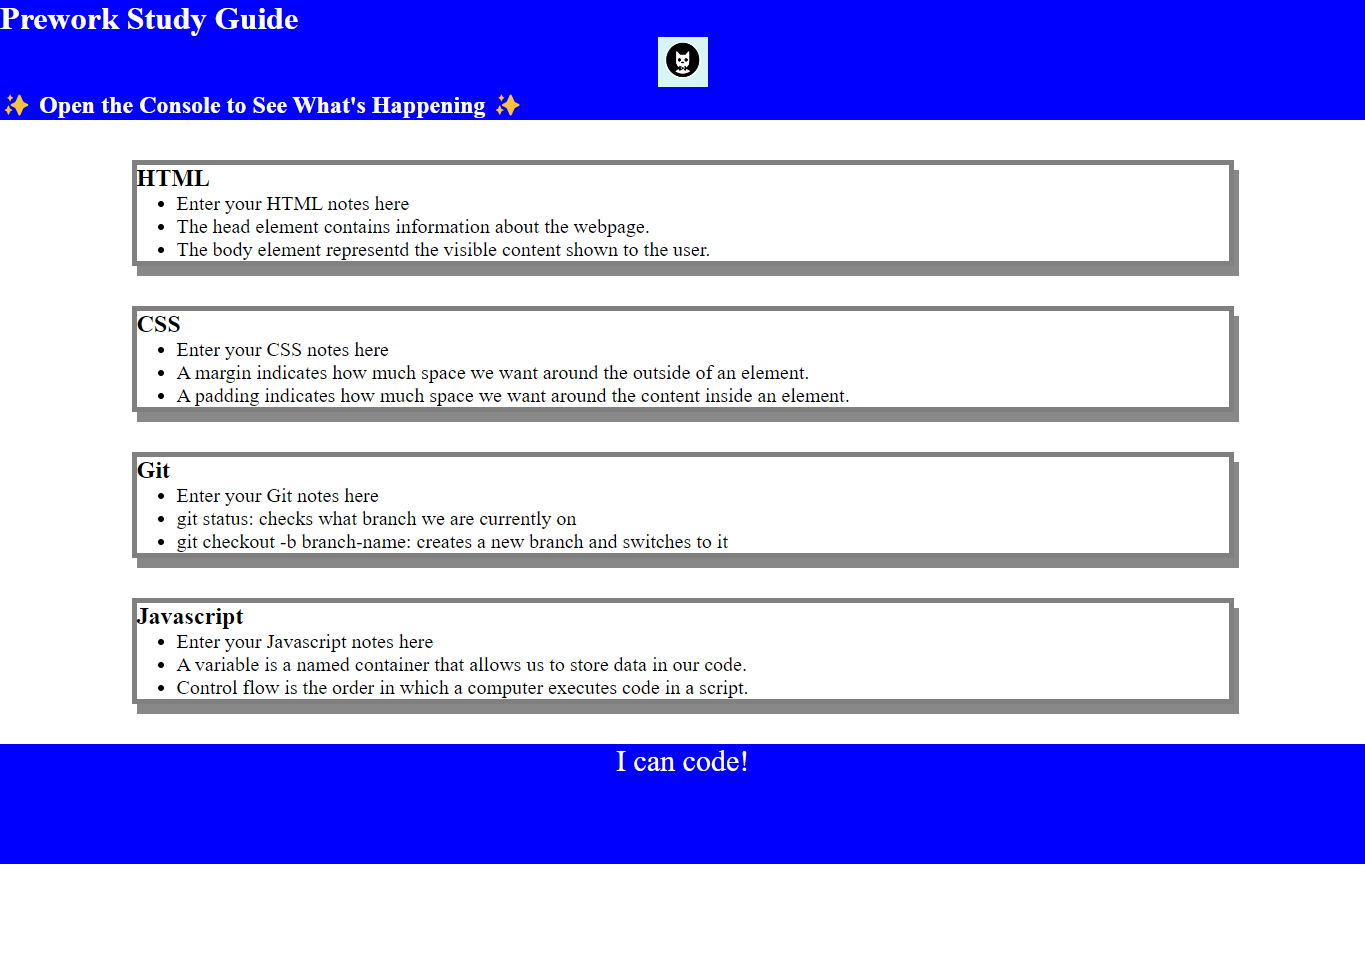 Prework Study Guide
✨ Open the Console to See What's Happening ✨
HTML
• Enter your HTML notes here
• The head element contains information about the webpage.
• The body element representd the visible content shown to the user.
CSS
• Enter your CSS notes here
• A margin indicates how much space we want around the outside of an element.
• A padding indicates how much space we want around the content inside an element.
Git
• Enter your Git notes here
• git status: checks what branch we are currently on
• git checkout -b branch-name: creates a new branch and switches to it
Javascript
• Enter your Javascript notes here
• A variable is a named container that allows us to store data in our code.
• Control flow is the order in which a computer executes code in a script.
I can code!